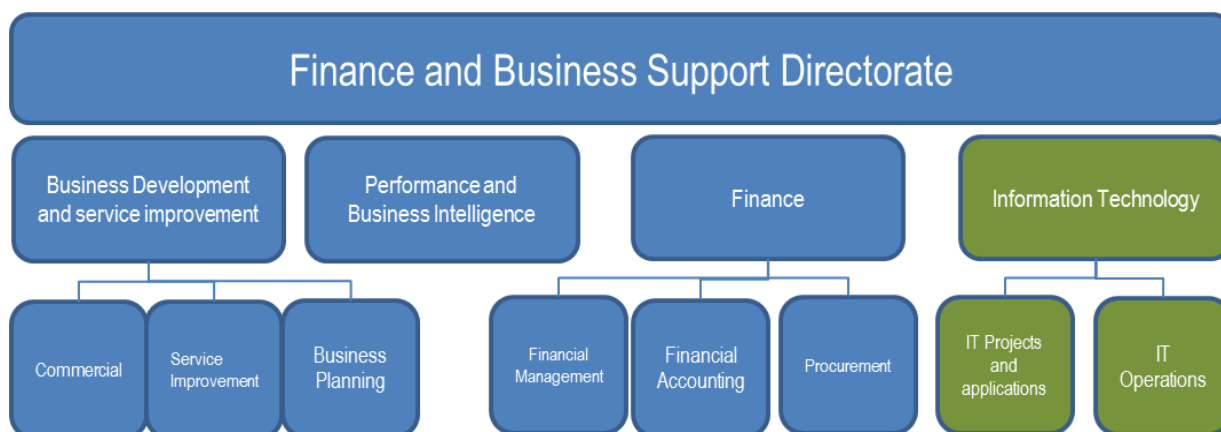 Finance and Business Support Directorate
Business Development
and service improvement
Performance and
Business Intelligence
Finance
Information Technology
Commercial
Service
Improvement
Business
Planning
Financial
Management
Financial
Accounting
Procurement
IT Projects
and
applications
IT
Operations